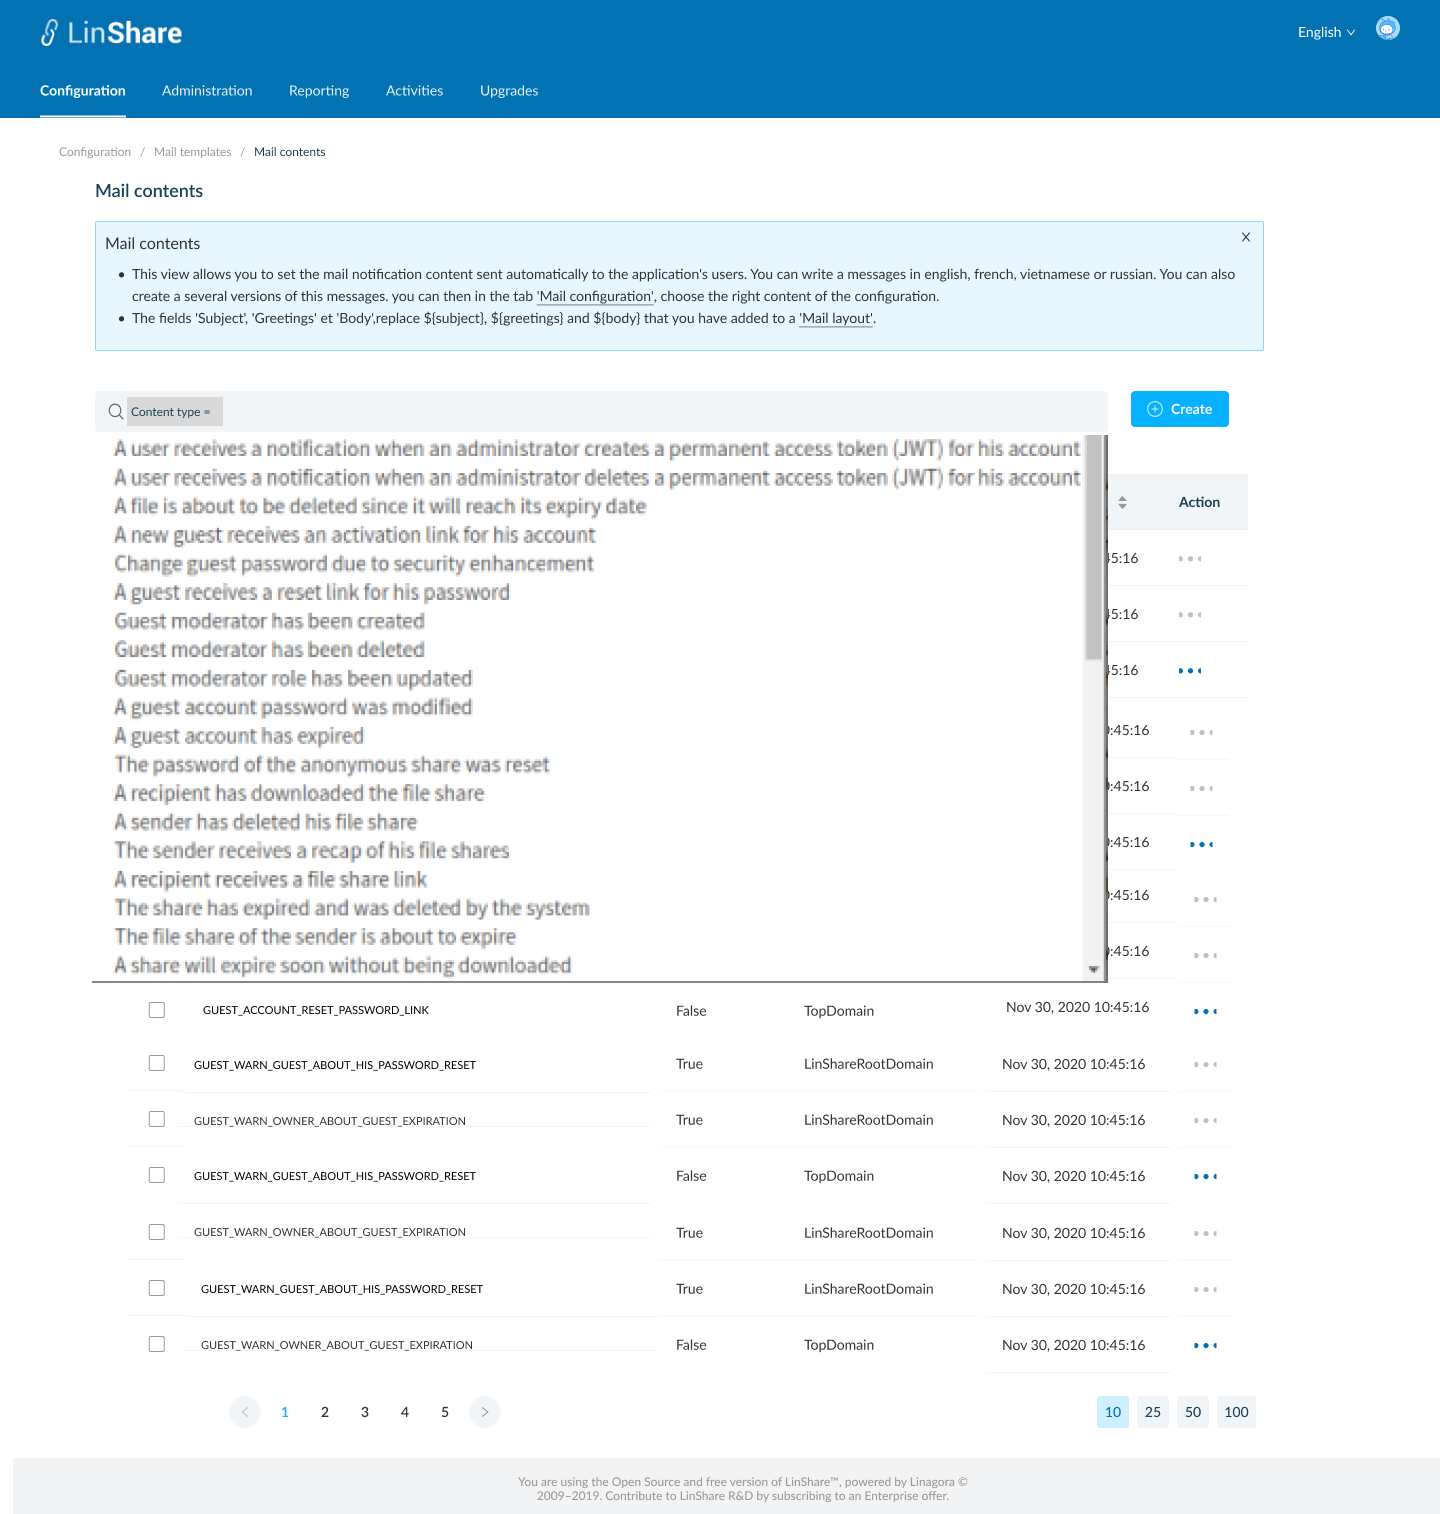 LinShare
English
Configuration Administration Reporting Activities Upgrades
Configuration / Mail templates / Mail contents
Mail contents
Mail contents
X
• This view allows you to set the mail notification content sent automatically to the application's users. You can write a messages in english, french, vietnamese or russian. You can also
create a several versions of this messages. you can then in the tab 'Mail configuration', choose the right content of the configuration.
• The fields 'Subject', 'Greetings' et 'Body',replace ${subject}, ${greetings} and ${body} that you have added to a 'Mail layout'.
Content type =
Create
A user receives a notification when an administrator creates a permanent access token (JWT) for his account
A user receives a notification when an administrator deletes a permanent access token (JWT) for his account
A file is about to be deleted since it will reach its expiry date
Action
A new guest receives an activation link for his account
Change guest password due to security enhancement
45:16
A guest receives a reset link for his password
Guest moderator has been created
45:16
Guest moderator has been deleted
Guest moderator role has been updated
45:16
A guest account password was modified
A guest account has expired
:45:16
The password of the anonymous share was reset
A recipient has downloaded the file share
:45:16
A sender has deleted his file share
The sender receives a recap of his file shares
:45:16
A recipient receives a file share link
The share has expired and was deleted by the system
:45:16
The file share of the sender is about to expire
A share will expire soon without being downloaded
:45:16
GUEST_ACCOUNT_RESET_PASSWORD_LINK False TopDomain Nov 30, 2020 10:45:16
GUEST_WARN_GUEST_ABOUT_HIS_PASSWORD_RESET True LinShareRootDomain Nov 30, 2020 10:45:16
GUEST_WARN_OWNER_ABOUT_GUEST_EXPIRATION True LinShareRootDomain Nov 30, 2020 10:45:16
GUEST_WARN_GUEST_ABOUT_HIS_PASSWORD_RESET False TopDomain Nov 30, 2020 10:45:16
GUEST_WARN_OWNER_ABOUT_GUEST_EXPIRATION True LinShareRootDomain Nov 30, 2020 10:45:16
GUEST_WARN_GUEST_ABOUT_HIS_PASSWORD_RESET True LinShareRootDomain Nov 30, 2020 10:45:16
GUEST_WARN_OWNER_ABOUT_GUEST_EXPIRATION False TopDomain Nov 30, 2020 10:45:16
< 1 2 3 4 5 > 10 25 50 100
You are using the Open Source and free version of LinShare™, powered by Linagora ©
2009–2019. Contribute to LinShare R&D by subscribing to an Enterprise offer.